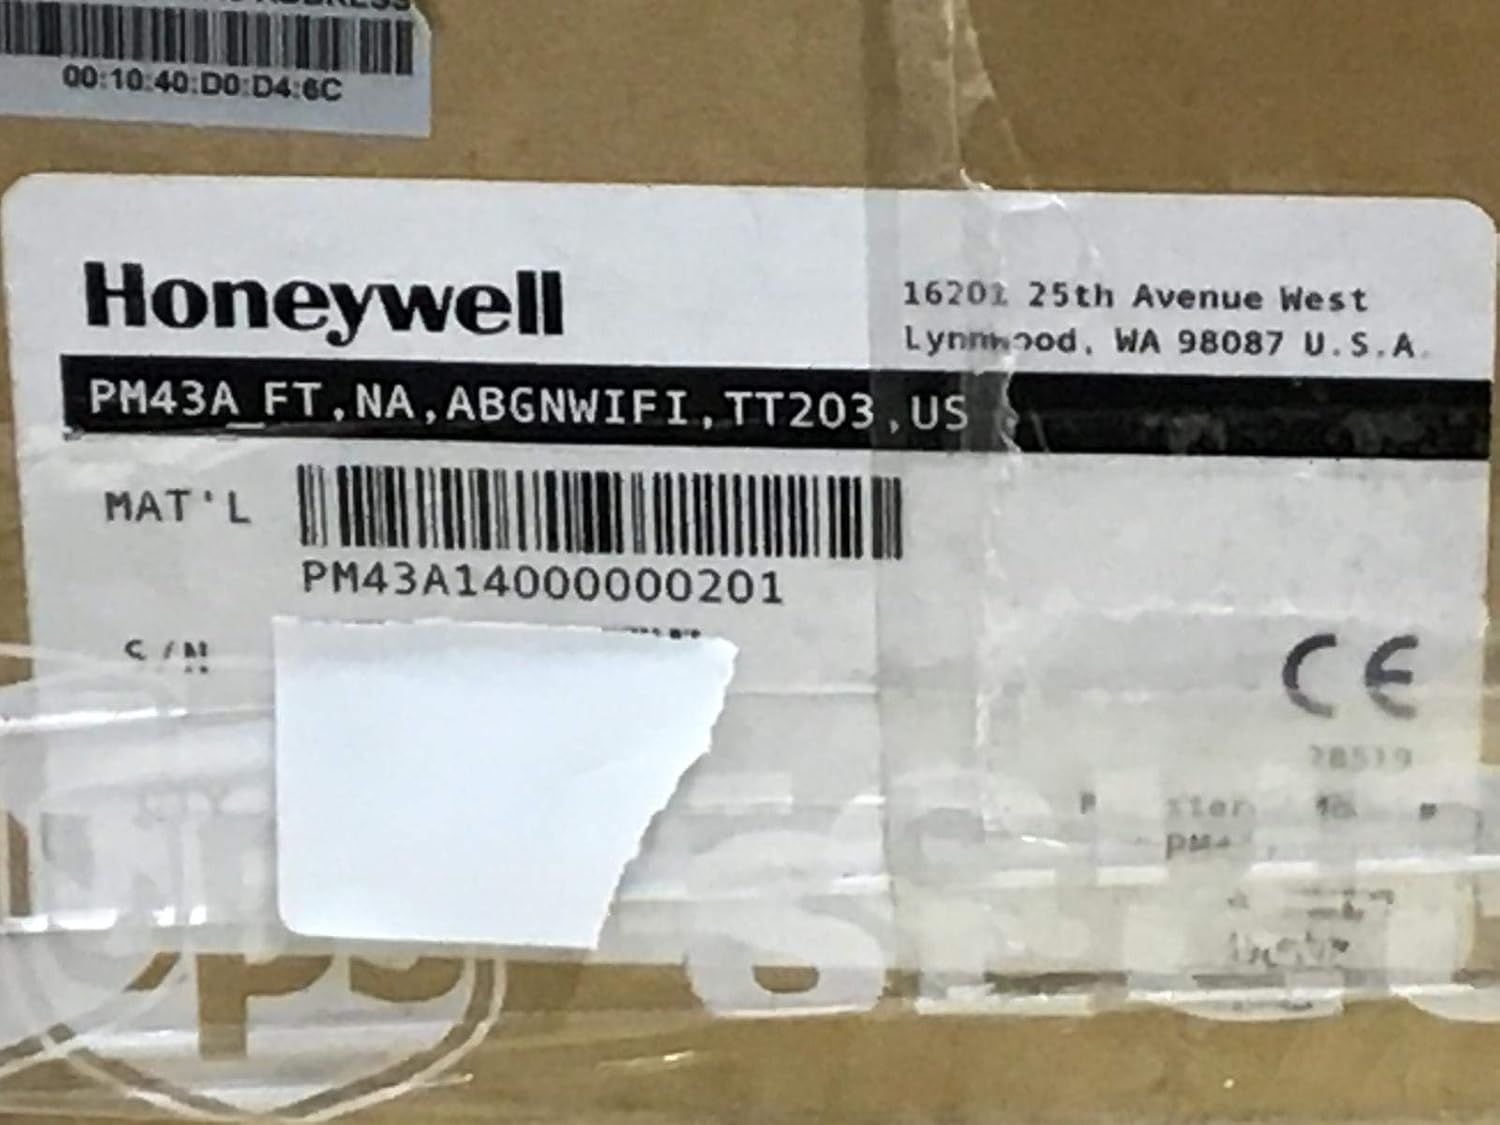 00:10:40:D0:D4:6C
Honeywell
16201 25th Avenue West
Lynnwood, WA 98087 U.S.A.
PM43A_FT,NA,ABGNWIFI,TT203,US
MAT'L
PM43A14000000201
S/N
CE
ups